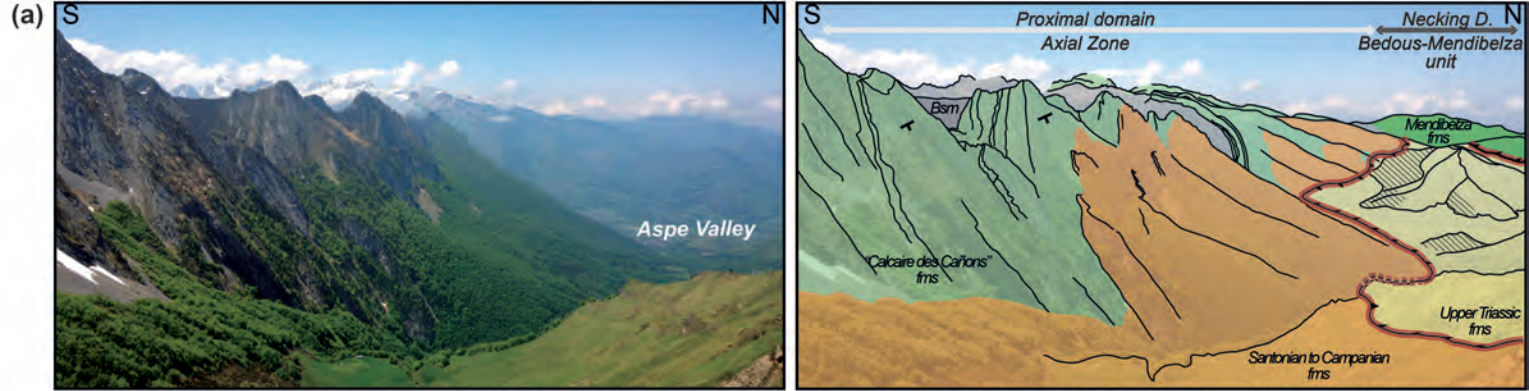 (a)
S
N
Aspe Valley
S
N
Proximal domain
Necking D.
Axial Zone
Bedous-Mendibelza
unit
Bsm
Mendibelza
fms
"Calcaire des Cañons"
fms
Upper Triassic
fms
Santonian to Campanian
fms